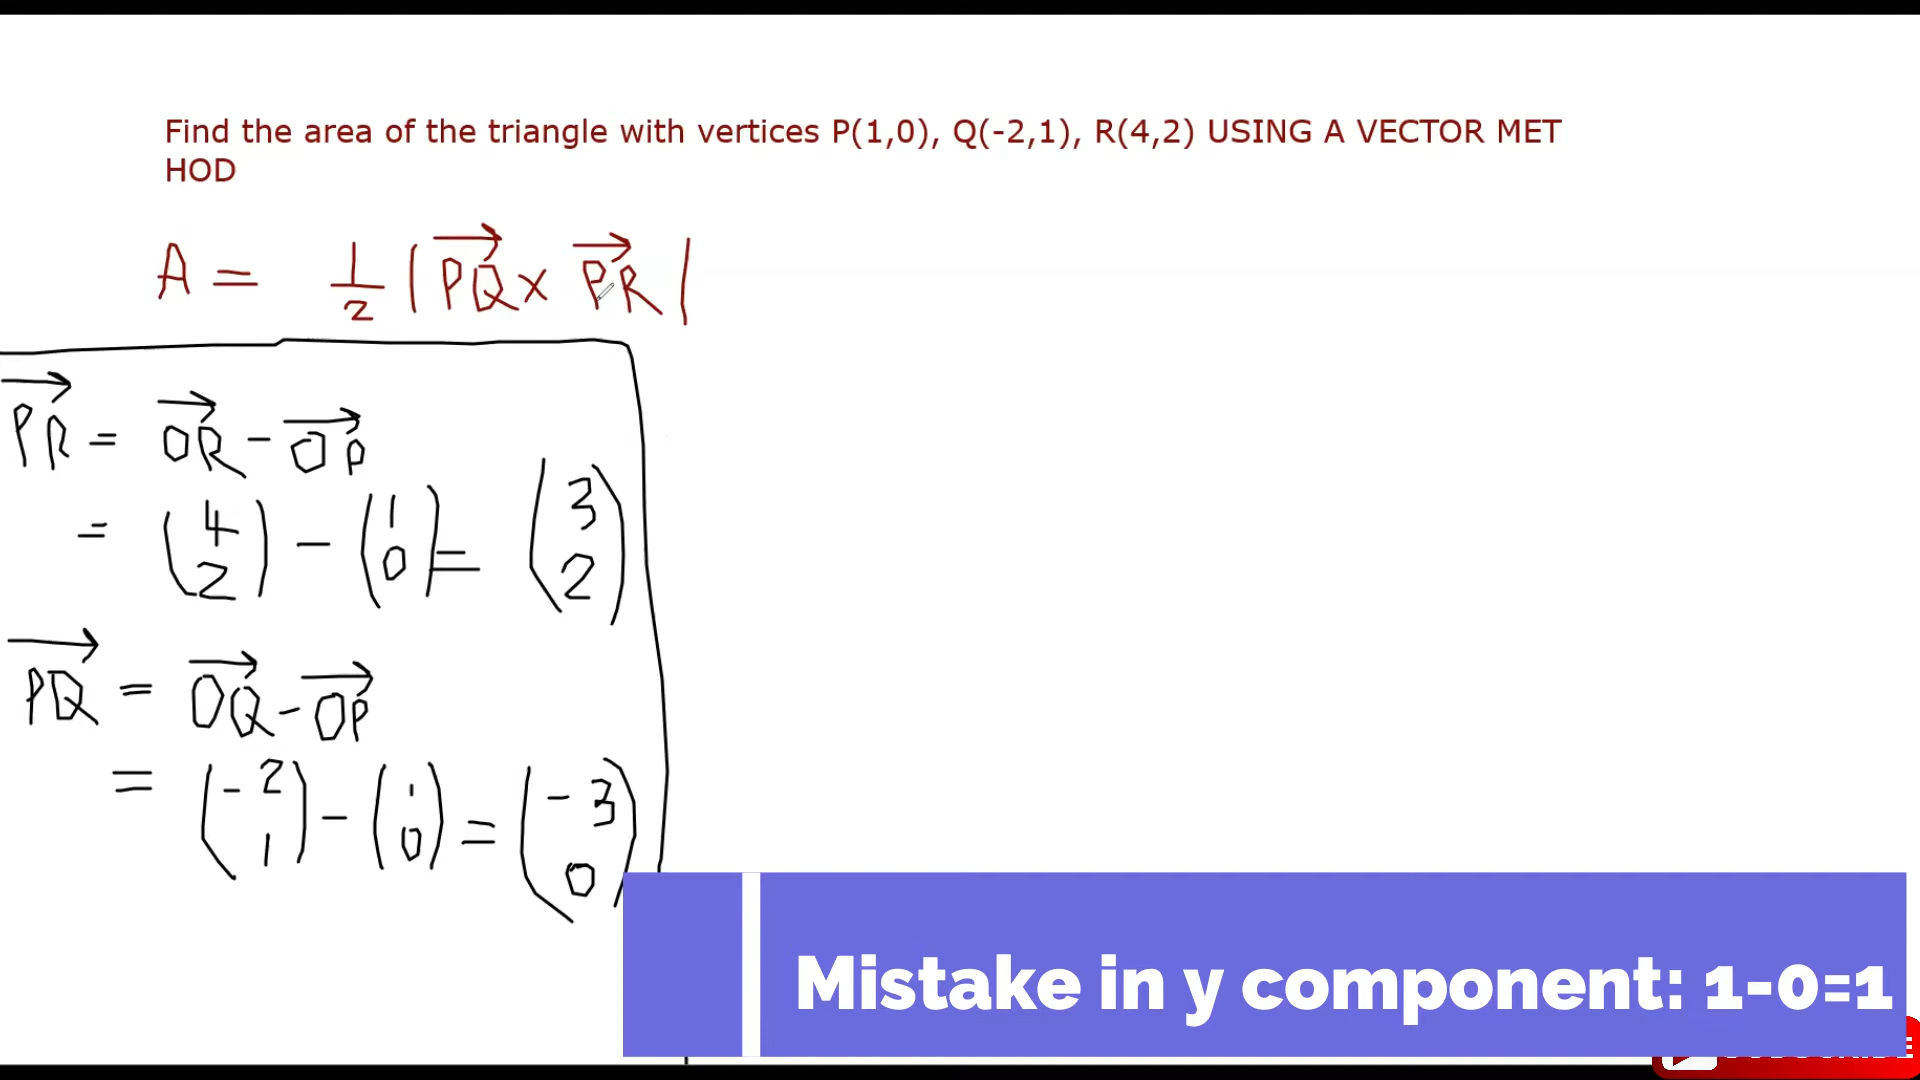 Find the area of the triangle with vertices P(1,0), Q(-2,1), R(4,2) USING A VECTOR MET
HOD
A = 1/2 | PQ x PR |
PR = OR - OP
= (4 2) - (1 0) = (3 2)
PQ = OQ - OP
= (-2 1) - (1 0) = (-3 0)
Mistake in y component: 1-0=1